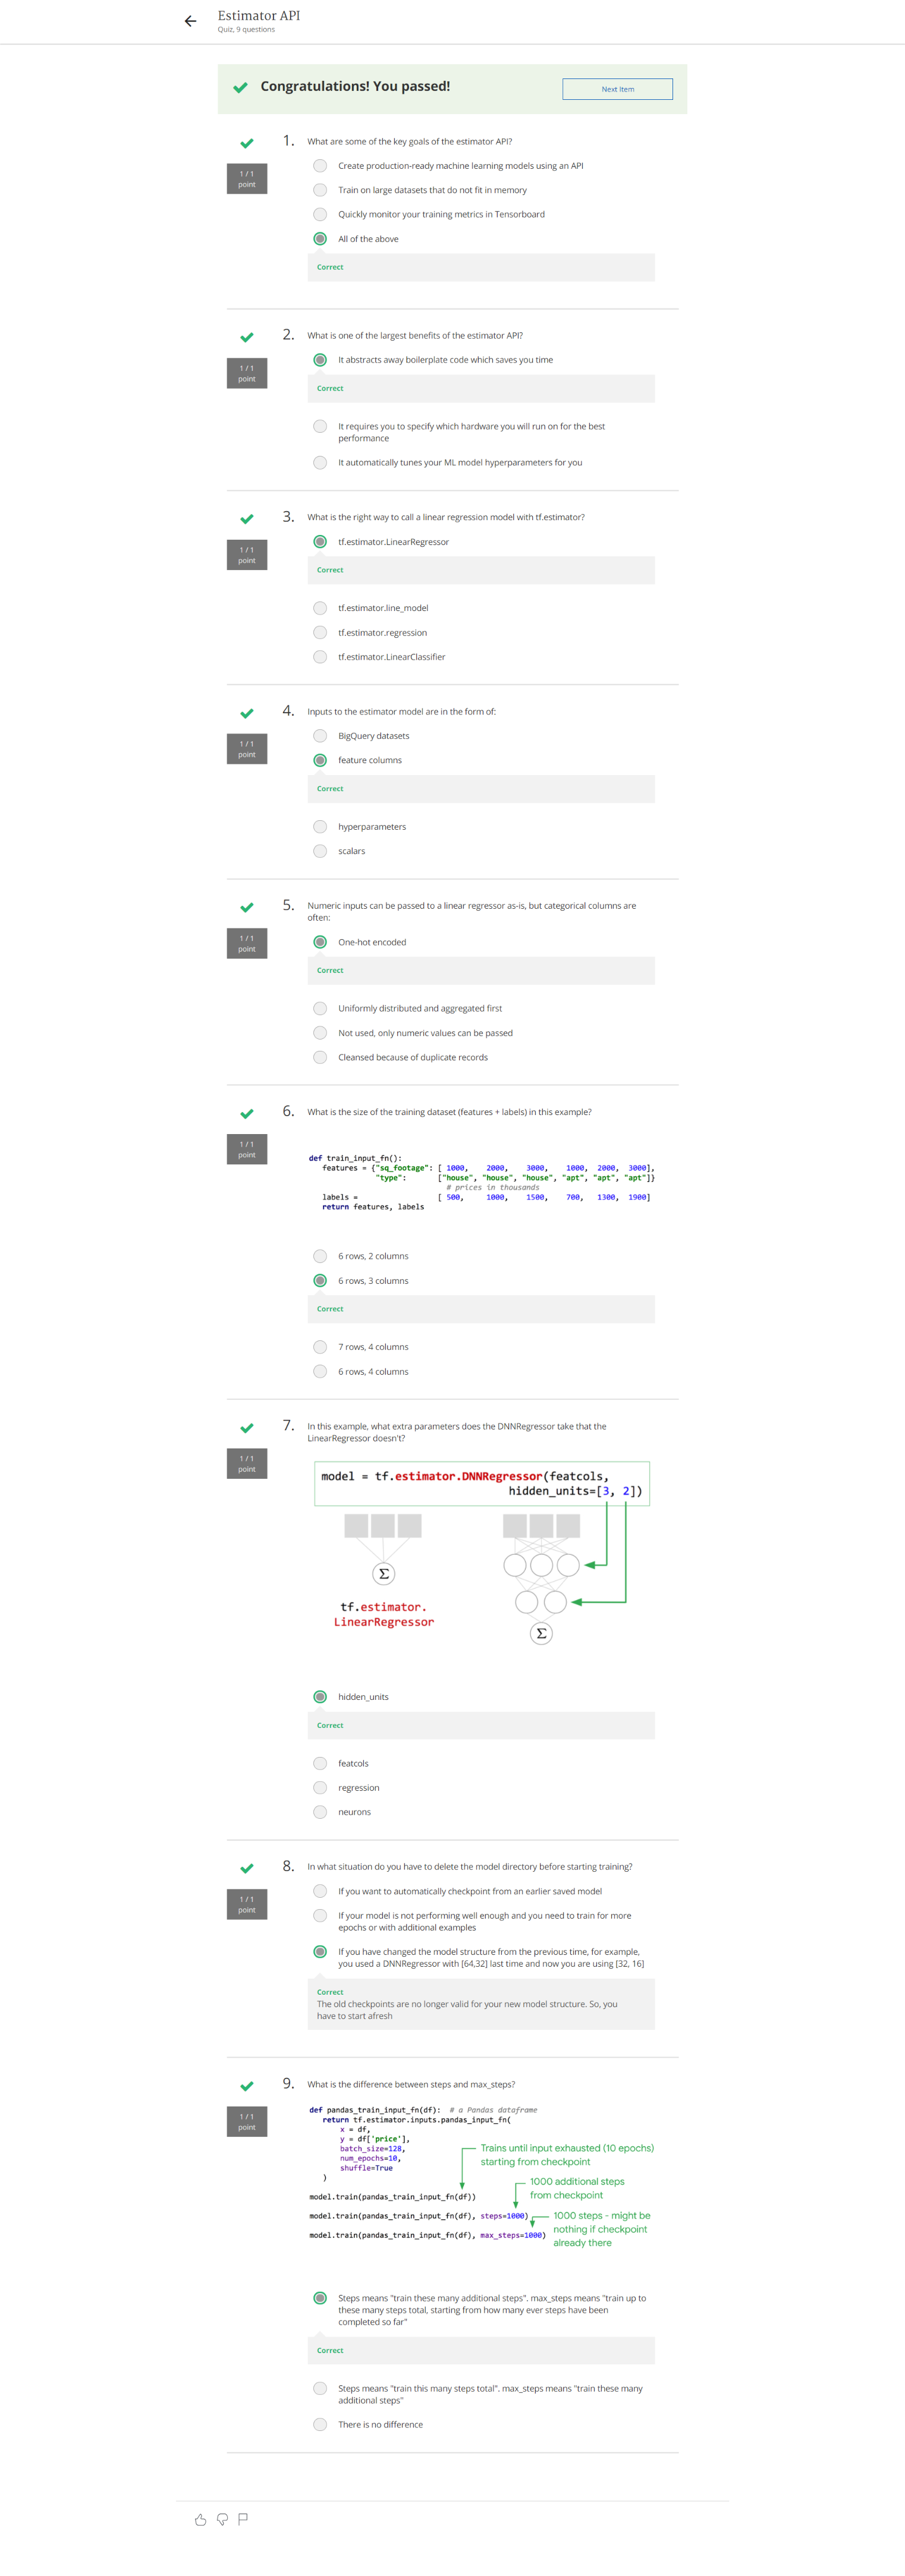 Estimator API
Quiz, 9 questions
Congratulations! You passed!
Next Item
1 / 1
point
1.
What are some of the key goals of the estimator API?
Create production-ready machine learning models using an API
Train on large datasets that do not fit in memory
Quickly monitor your training metrics in Tensorboard
All of the above
Correct
1 / 1
point
2.
What is one of the largest benefits of the estimator API?
It abstracts away boilerplate code which saves you time
Correct
It requires you to specify which hardware you will run on for the best
performance
It automatically tunes your ML model hyperparameters for you
1 / 1
point
3.
What is the right way to call a linear regression model with tf.estimator?
tf.estimator.LinearRegressor
Correct
tf.estimator.line_model
tf.estimator.regression
tf.estimator.LinearClassifier
1 / 1
point
4.
Inputs to the estimator model are in the form of:
BigQuery datasets
feature columns
Correct
hyperparameters
scalars
1 / 1
point
5.
Numeric inputs can be passed to a linear regressor as-is, but categorical columns are
often:
One-hot encoded
Correct
Uniformly distributed and aggregated first
Not used, only numeric values can be passed
Cleansed because of duplicate records
1 / 1
point
6.
What is the size of the training dataset (features + labels) in this example?
def train_input_fn():
features = {"sq_footage": [ 1000, 2000, 3000, 1000, 2000, 3000],
"type": ["house", "house", "house", "apt", "apt", "apt"]}
# prices in thousands
labels = [ 500, 1000, 1500, 700, 1300, 1900]
return features, labels
6 rows, 2 columns
6 rows, 3 columns
Correct
7 rows, 4 columns
6 rows, 4 columns
1 / 1
point
7.
In this example, what extra parameters does the DNNRegressor take that the
LinearRegressor doesn't?
model = tf.estimator.DNNRegressor(featcols,
hidden_units=[3, 2])
Σ
tf.estimator.
LinearRegressor
Σ
hidden_units
Correct
featcols
regression
neurons
1 / 1
point
8.
In what situation do you have to delete the model directory before starting training?
If you want to automatically checkpoint from an earlier saved model
If your model is not performing well enough and you need to train for more
epochs or with additional examples
If you have changed the model structure from the previous time, for example,
you used a DNNRegressor with [64,32] last time and now you are using [32, 16]
Correct
The old checkpoints are no longer valid for your new model structure. So, you
have to start afresh
1 / 1
point
9.
What is the difference between steps and max_steps?
def pandas_train_input_fn(df): # a Pandas dataframe
return tf.estimator.inputs.pandas_input_fn(
x = df,
y = df['price'],
batch_size=128,
num_epochs=10,
shuffle=True
)
Trains until input exhausted (10 epochs)
starting from checkpoint
model.train(pandas_train_input_fn(df))
1000 additional steps
from checkpoint
model.train(pandas_train_input_fn(df), steps=1000)
1000 steps - might be
nothing if checkpoint
already there
model.train(pandas_train_input_fn(df), max_steps=1000)
Steps means "train these many additional steps". max_steps means "train up to
these many steps total, starting from how many ever steps have been
completed so far"
Correct
Steps means "train this many steps total". max_steps means "train these many
additional steps"
There is no difference